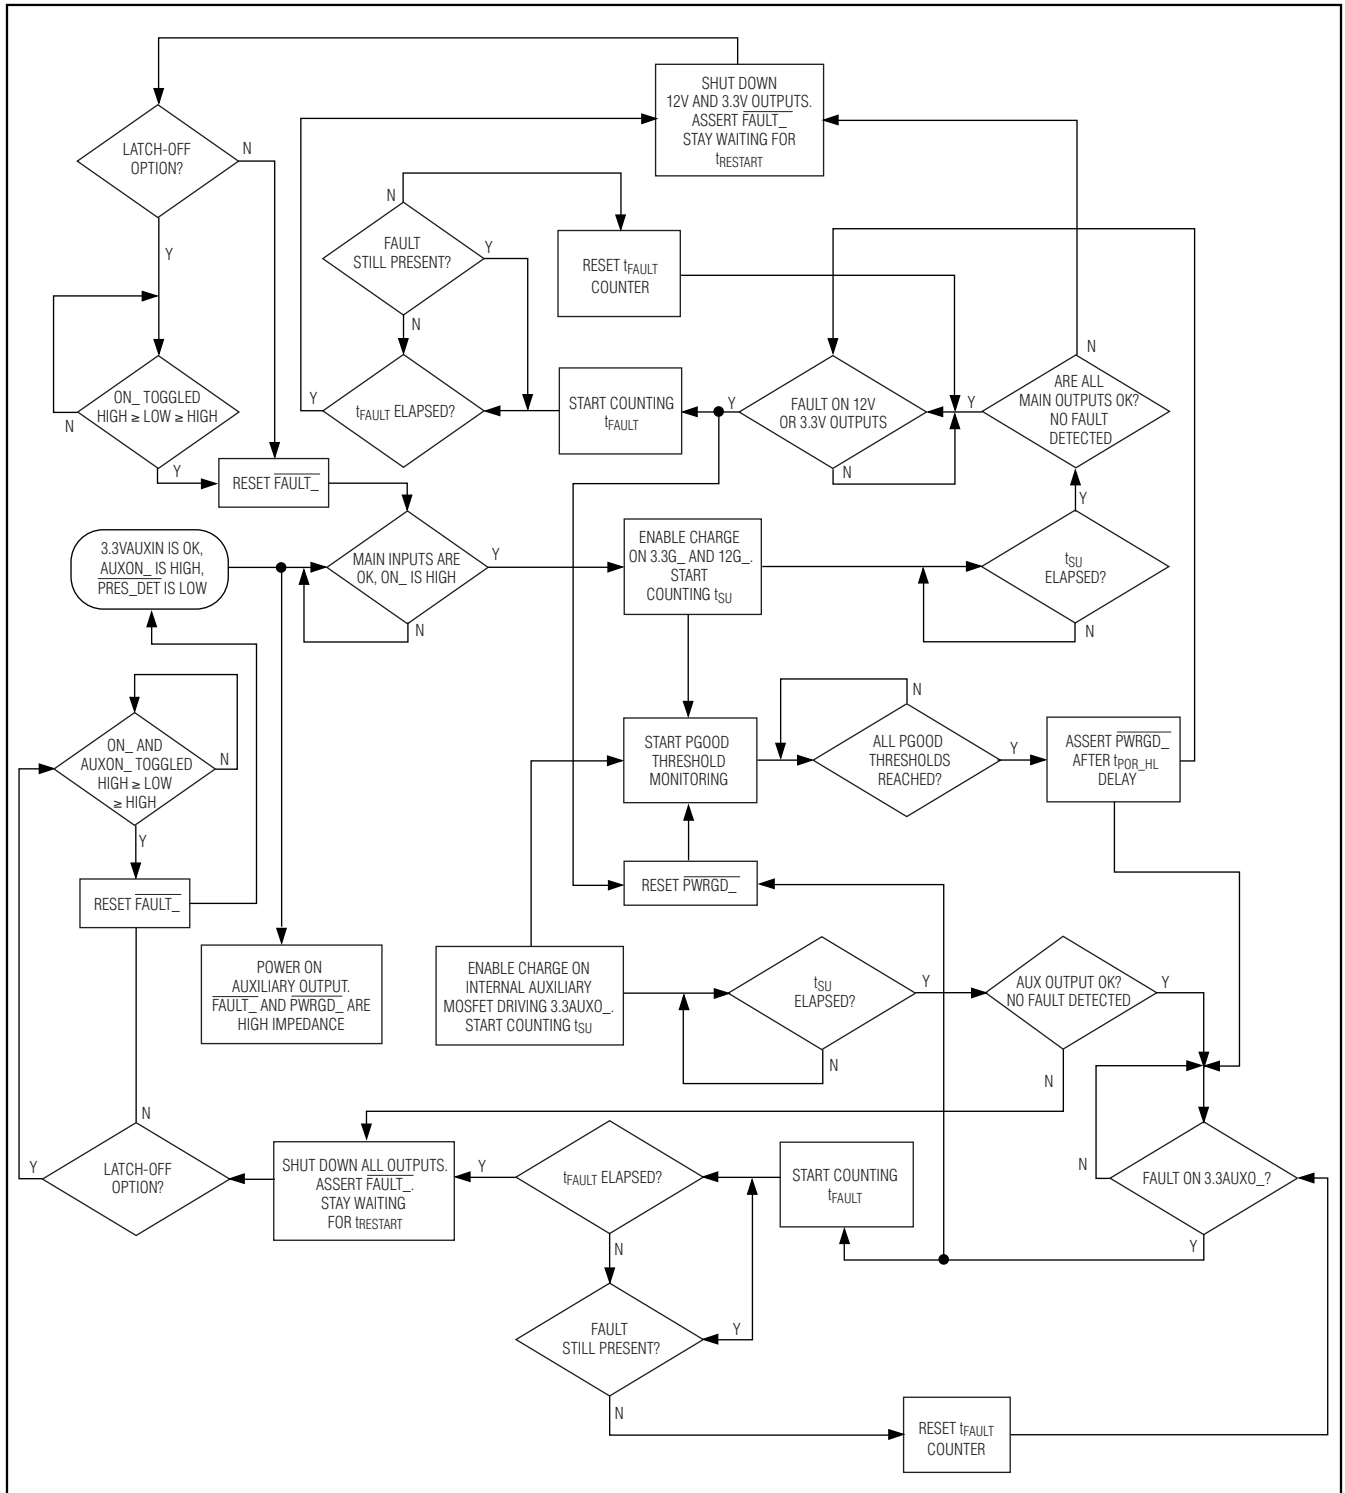 SHUT DOWN
12V AND 3.3V OUTPUTS.
ASSERT FAULT_
STAY WAITING FOR
tRESTART
LATCH-OFF
OPTION?
N
Y
N
FAULT
STILL PRESENT?
Y
N
RESET tFAULT
COUNTER
ON_ TOGGLED
HIGH ≥ LOW ≥ HIGH
N
Y
Y
tFAULT ELAPSED?
START COUNTING
tFAULT
Y
FAULT ON 12V
OR 3.3V OUTPUTS
N
Y
N
ARE ALL
MAIN OUTPUTS OK?
NO FAULT
DETECTED
Y
RESET FAULT_
3.3VAUXIN IS OK,
AUXON_ IS HIGH,
PRES_DET IS LOW
MAIN INPUTS ARE
OK, ON_ IS HIGH
Y
N
ENABLE CHARGE
ON 3.3G_ AND 12G_.
START
COUNTING tSU
tSU
ELAPSED?
N
ON_ AND
AUXON_ TOGGLED
HIGH ≥ LOW
≥ HIGH
N
Y
START PGOOD
THRESHOLD
MONITORING
N
ALL PGOOD
THRESHOLDS
REACHED?
Y
ASSERT PWRGD_
AFTER tPOR_HL
DELAY
RESET FAULT_
RESET PWRGD_
POWER ON
AUXILIARY OUTPUT.
FAULT_ AND PWRGD_ ARE
HIGH IMPEDANCE
ENABLE CHARGE ON
INTERNAL AUXILIARY
MOSFET DRIVING 3.3AUXO_.
START COUNTING tSU
tSU
ELAPSED?
Y
N
AUX OUTPUT OK?
NO FAULT DETECTED
Y
N
N
LATCH-OFF
OPTION?
Y
SHUT DOWN ALL OUTPUTS.
ASSERT FAULT_.
STAY WAITING
FOR tRESTART
Y
tFAULT ELAPSED?
N
START COUNTING
tFAULT
N
FAULT ON 3.3AUXO_?
Y
FAULT
STILL PRESENT?
Y
N
RESET tFAULT
COUNTER